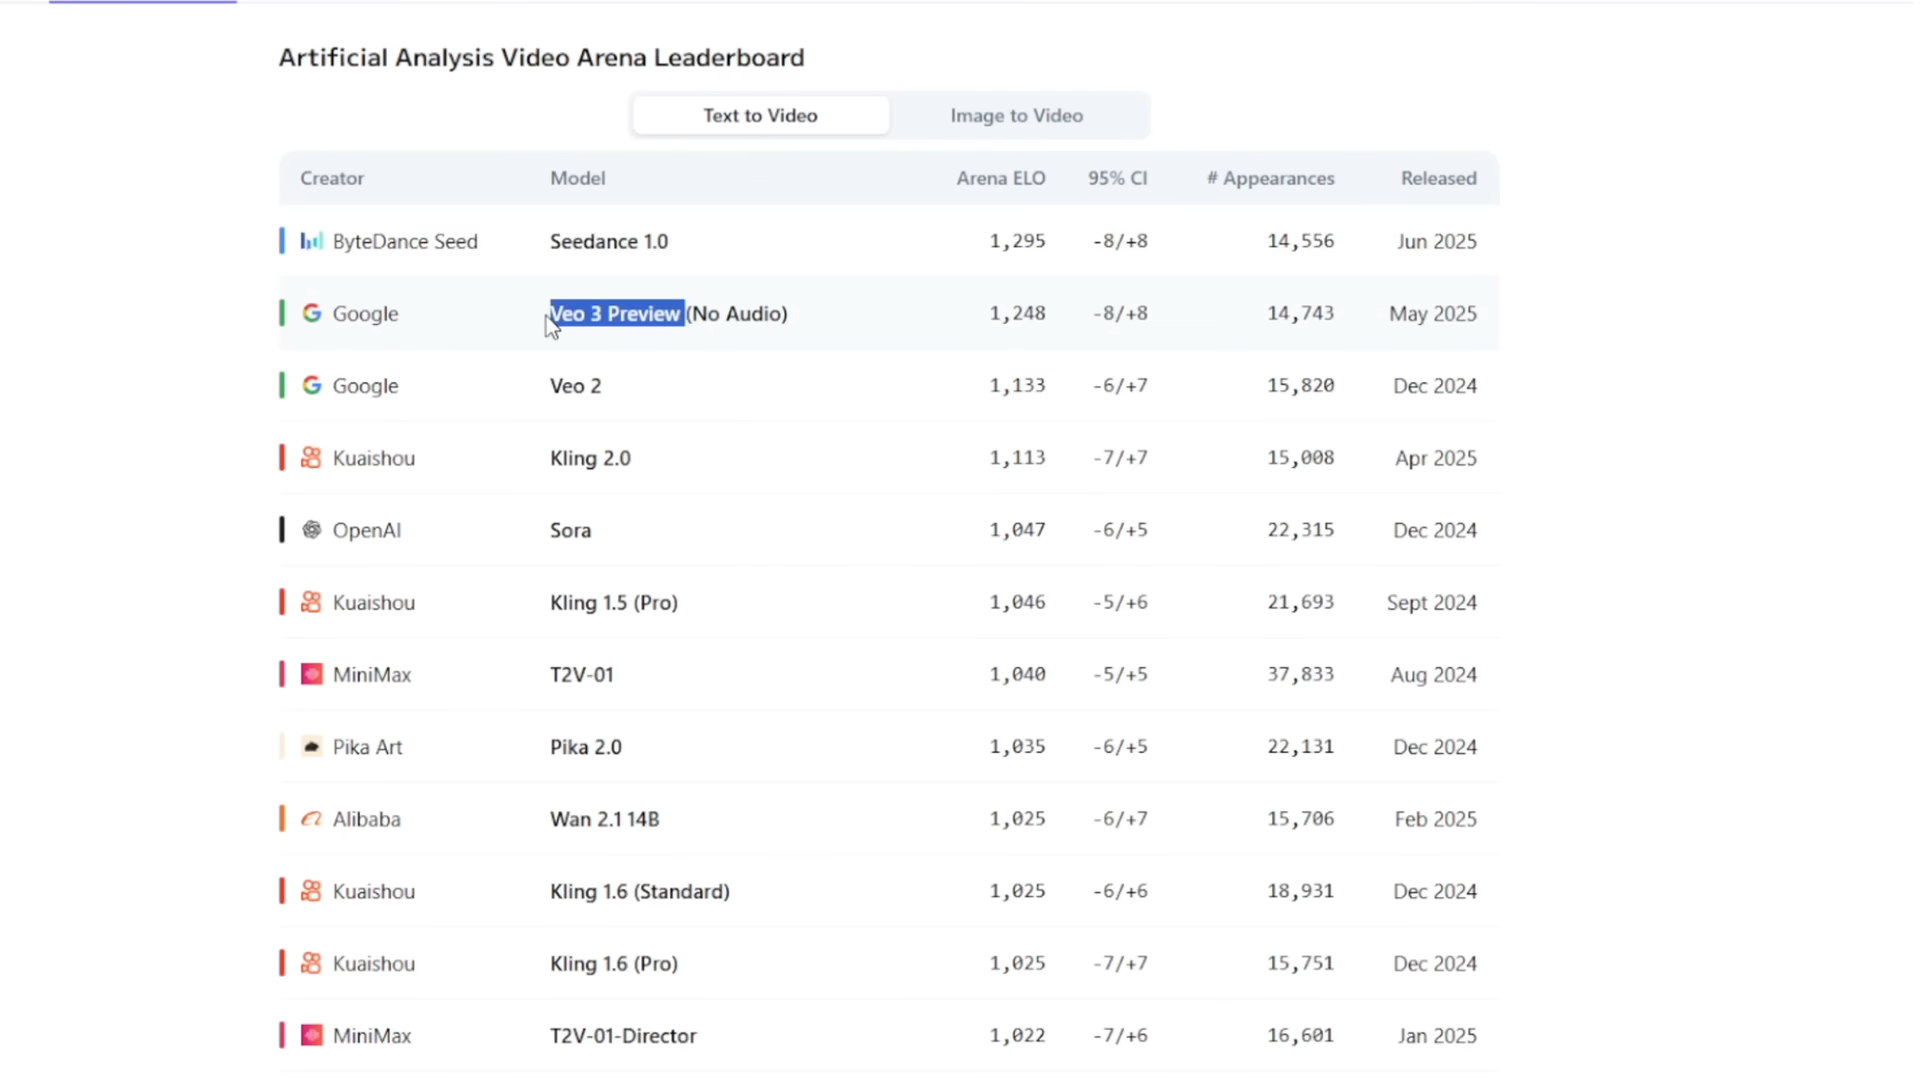 Artificial Analysis Video Arena Leaderboard
Text to Video Image to Video
Creator Model Arena ELO 95% CI # Appearances Released
ByteDance Seed Seedance 1.0 1,295 -8/+8 14,556 Jun 2025
Google Veo 3 Preview (No Audio) 1,248 -8/+8 14,743 May 2025
Google Veo 2 1,133 -6/+7 15,820 Dec 2024
Kuaishou Kling 2.0 1,113 -7/+7 15,008 Apr 2025
OpenAI Sora 1,047 -6/+5 22,315 Dec 2024
Kuaishou Kling 1.5 (Pro) 1,046 -5/+6 21,693 Sept 2024
MiniMax T2V-01 1,040 -5/+5 37,833 Aug 2024
Pika Art Pika 2.0 1,035 -6/+5 22,131 Dec 2024
Alibaba Wan 2.1 14B 1,025 -6/+7 15,706 Feb 2025
Kuaishou Kling 1.6 (Standard) 1,025 -6/+6 18,931 Dec 2024
Kuaishou Kling 1.6 (Pro) 1,025 -7/+7 15,751 Dec 2024
MiniMax T2V-01-Director 1,022 -7/+6 16,601 Jan 2025